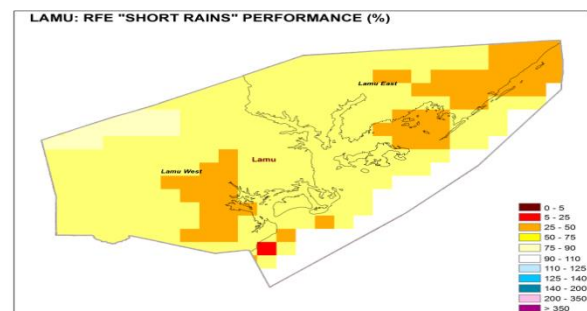 LAMU: RFE "SHORT RAINS" PERFORMANCE (%)
Lamu East
Lamu West
Lamu
0 - 5
5 - 25
25 - 50
50 - 75
75 - 90
90 - 110
110 - 125
125 - 140
140 - 200
200 - 350
> 350